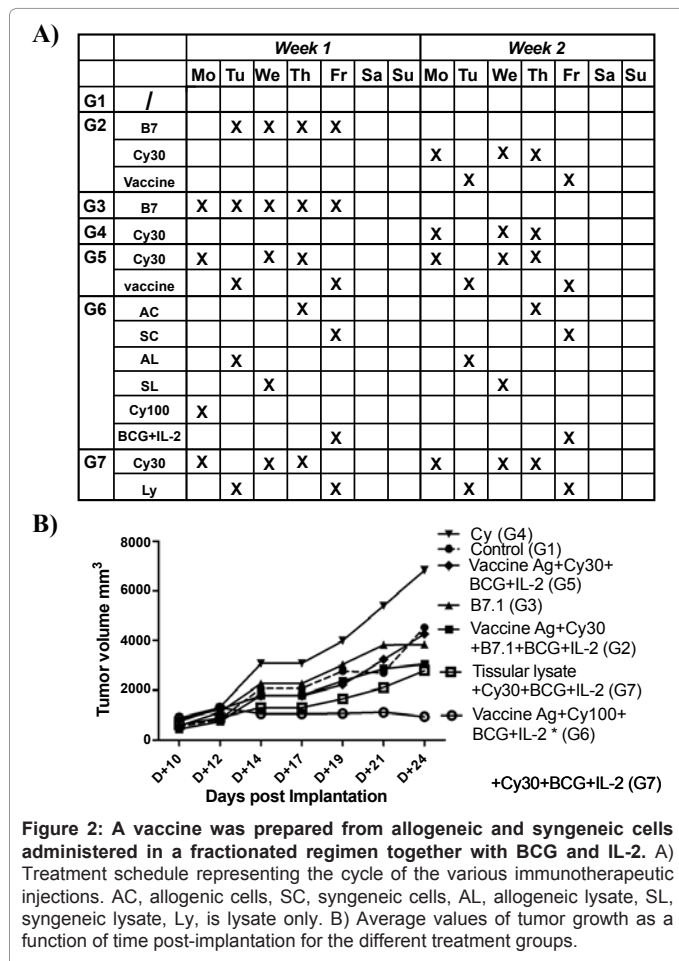 A)
Week 1 Week 2
Mo Tu We Th Fr Sa Su Mo Tu We Th Fr Sa Su
G1 /
G2 B7 X X X X
Cy30 X X X
Vaccine X X
G3 B7 X X X X X
G4 Cy30 X X X
G5 Cy30 X X X X X X
vaccine X X X X
G6 AC X X
SC X X
AL X X
SL X X
Cy100 X
BCG+IL-2 X X
G7 Cy30 X X X X X X
Ly X X X X
B)
8000
6000
4000
2000
0
Tumor volume mm³
D+10 D+12 D+14 D+17 D+19 D+21 D+24
Days post Implantation
Cy (G4)
Control (G1)
Vaccine Ag+Cy30+
BCG+IL-2 (G5)
B7.1 (G3)
Vaccine Ag+Cy30
+B7.1+BCG+IL-2 (G2)
Tissular lysate
+Cy30+BCG+IL-2 (G7)
Vaccine Ag+Cy100+
BCG+IL-2 * (G6)
+Cy30+BCG+IL-2 (G7)
Figure 2: A vaccine was prepared from allogeneic and syngeneic cells
administered in a fractionated regimen together with BCG and IL-2. A)
Treatment schedule representing the cycle of the various immunotherapeutic
injections. AC, allogenic cells, SC, syngeneic cells, AL, allogeneic lysate, SL,
syngeneic lysate, Ly, is lysate only. B) Average values of tumor growth as a
function of time post-implantation for the different treatment groups.